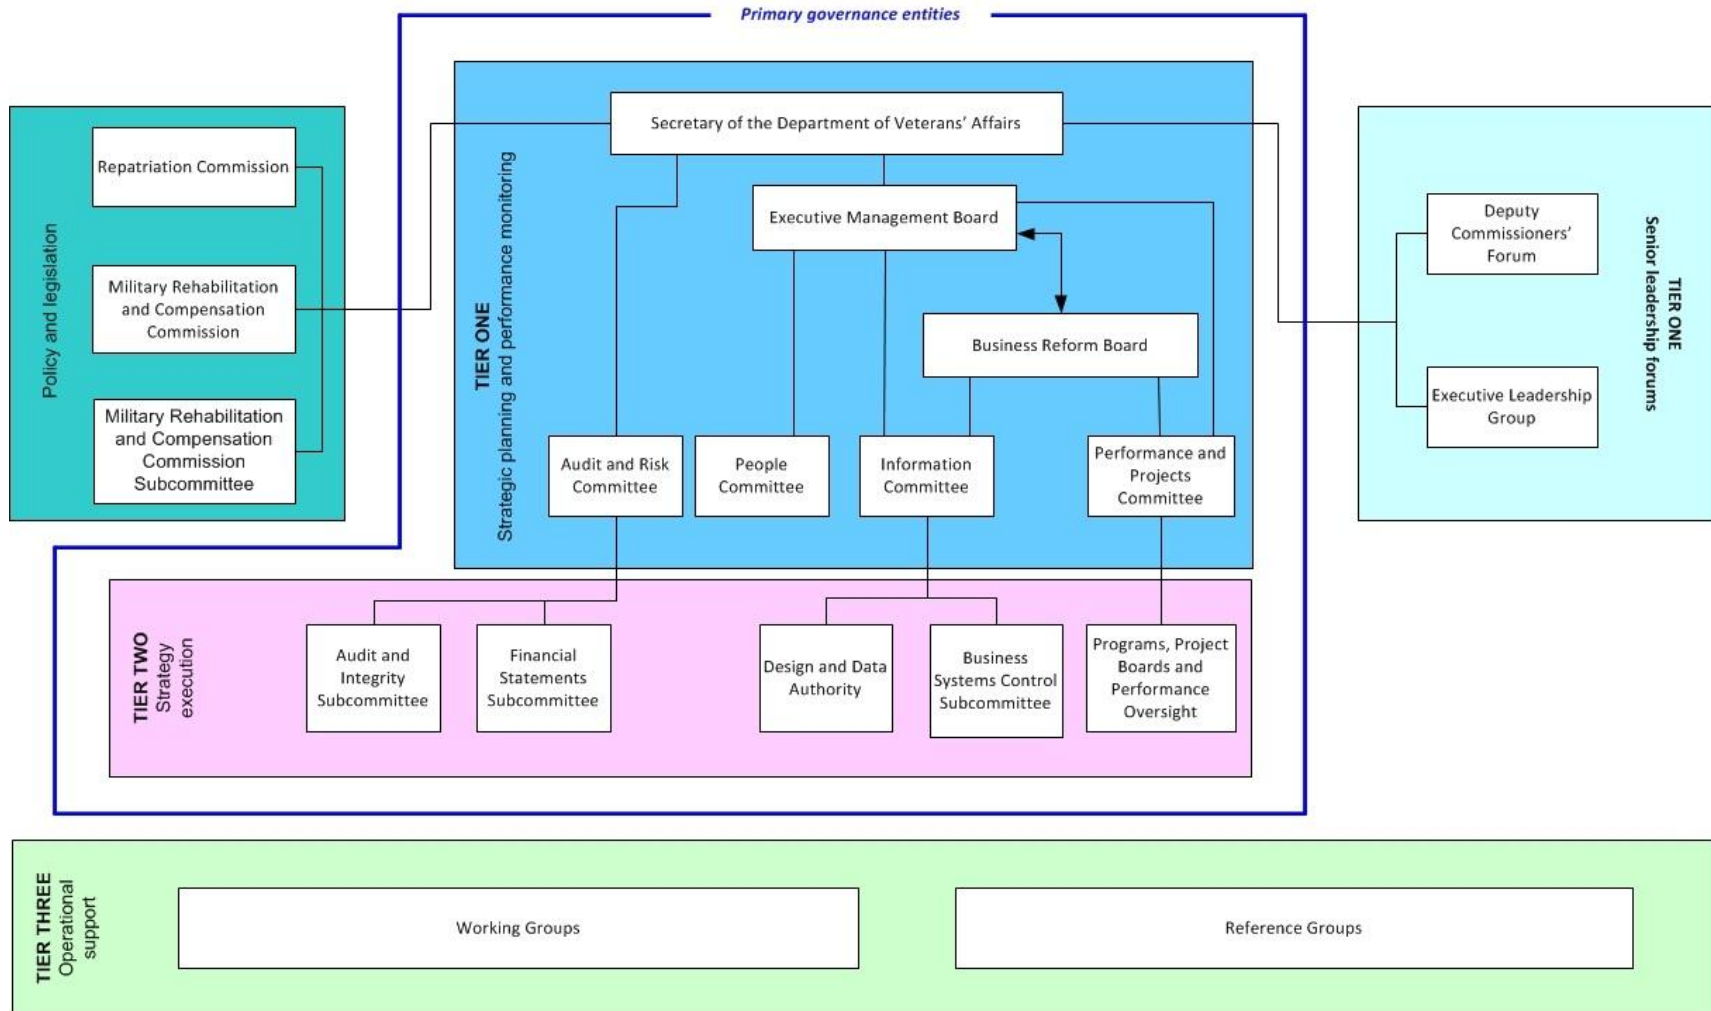 Primary governance entities
Policy and legislation
Repatriation Commission
Military Rehabilitation
and Compensation
Commission
Military Rehabilitation
and Compensation
Commission
Subcommittee
TIER ONE
Strategic planning and performance monitoring
Secretary of the Department of Veterans' Affairs
Executive Management Board
Business Reform Board
Audit and Risk
Committee
People
Committee
Information
Committee
Performance and
Projects
Committee
Deputy
Commissioners'
Forum
Executive Leadership
Group
TIER ONE
Senior leadership forums
TIER TWO
Strategy
execution
Audit and
Integrity
Subcommittee
Financial
Statements
Subcommittee
Design and Data
Authority
Business
Systems Control
Subcommittee
Programs, Project
Boards and
Performance
Oversight
TIER THREE
Operational
support
Working Groups
Reference Groups